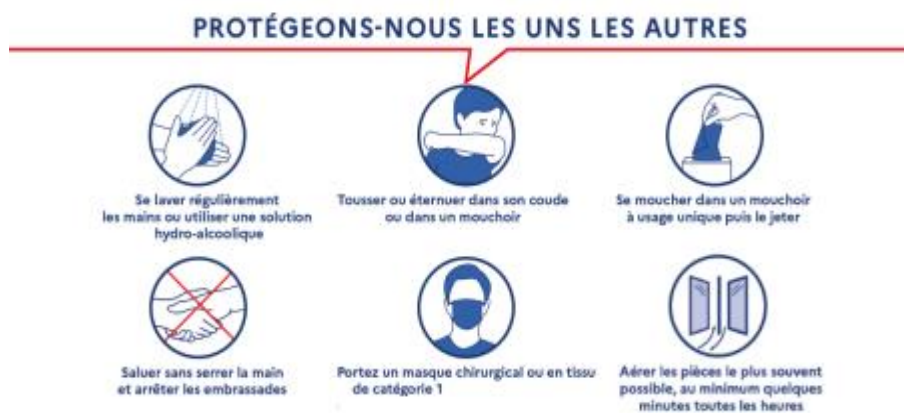 PROTÉGEONS-NOUS LES UNS LES AUTRES
Se laver régulièrement
les mains ou utiliser une solution
hydro-alcoolique
Tousser ou éternuer dans son coude
ou dans un mouchoir
Se moucher dans un mouchoir
à usage unique puis le jeter
Saluer sans serrer la main
et arrêter les embrassades
Portez un masque chirurgical ou en tissu
de catégorie 1
Aérer les pièces le plus souvent
possible, au minimum quelques
minutes toutes les heures